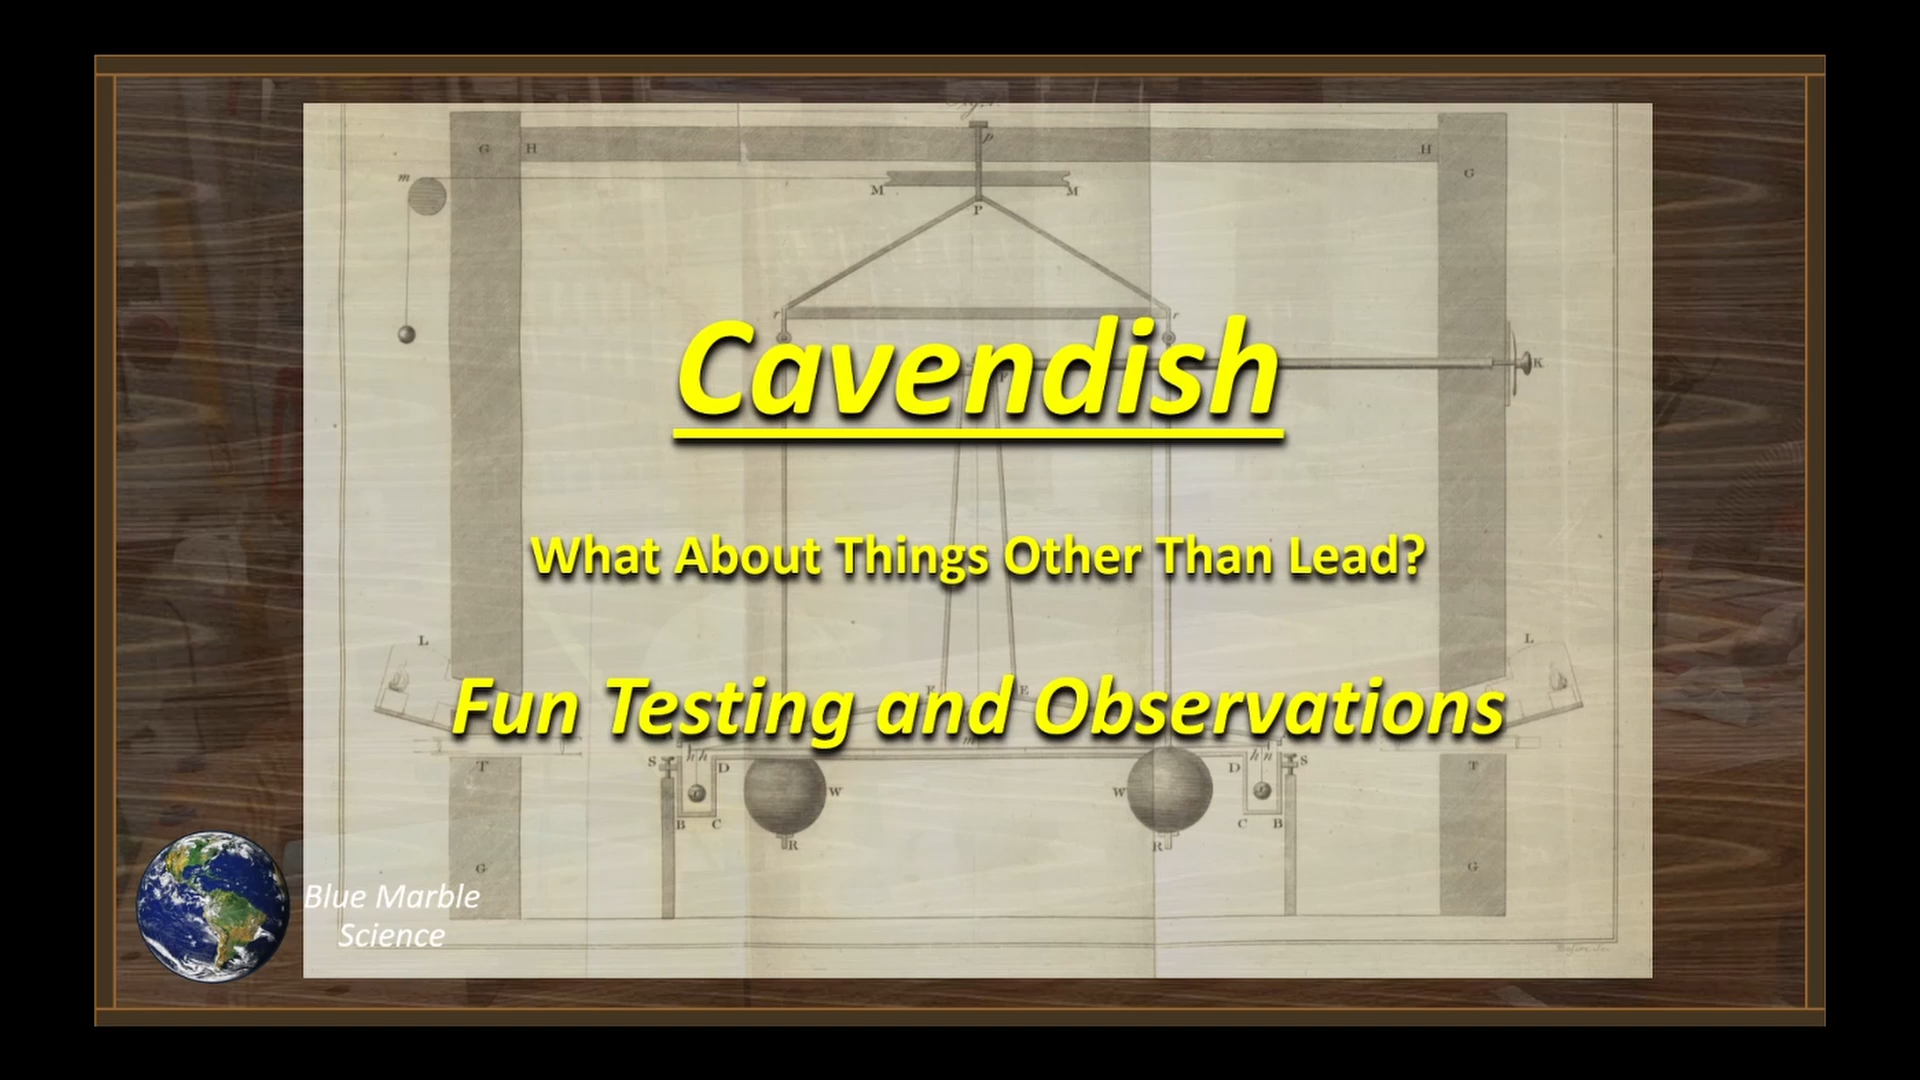 G H H G
m p
M M
P
r r
Cavendish
K
What About Things Other Than Lead?
L L
E E
Fun Testing and Observations
m
S h h D D h h S
T T
W W
B C C B
R R
G G
Blue Marble
Science